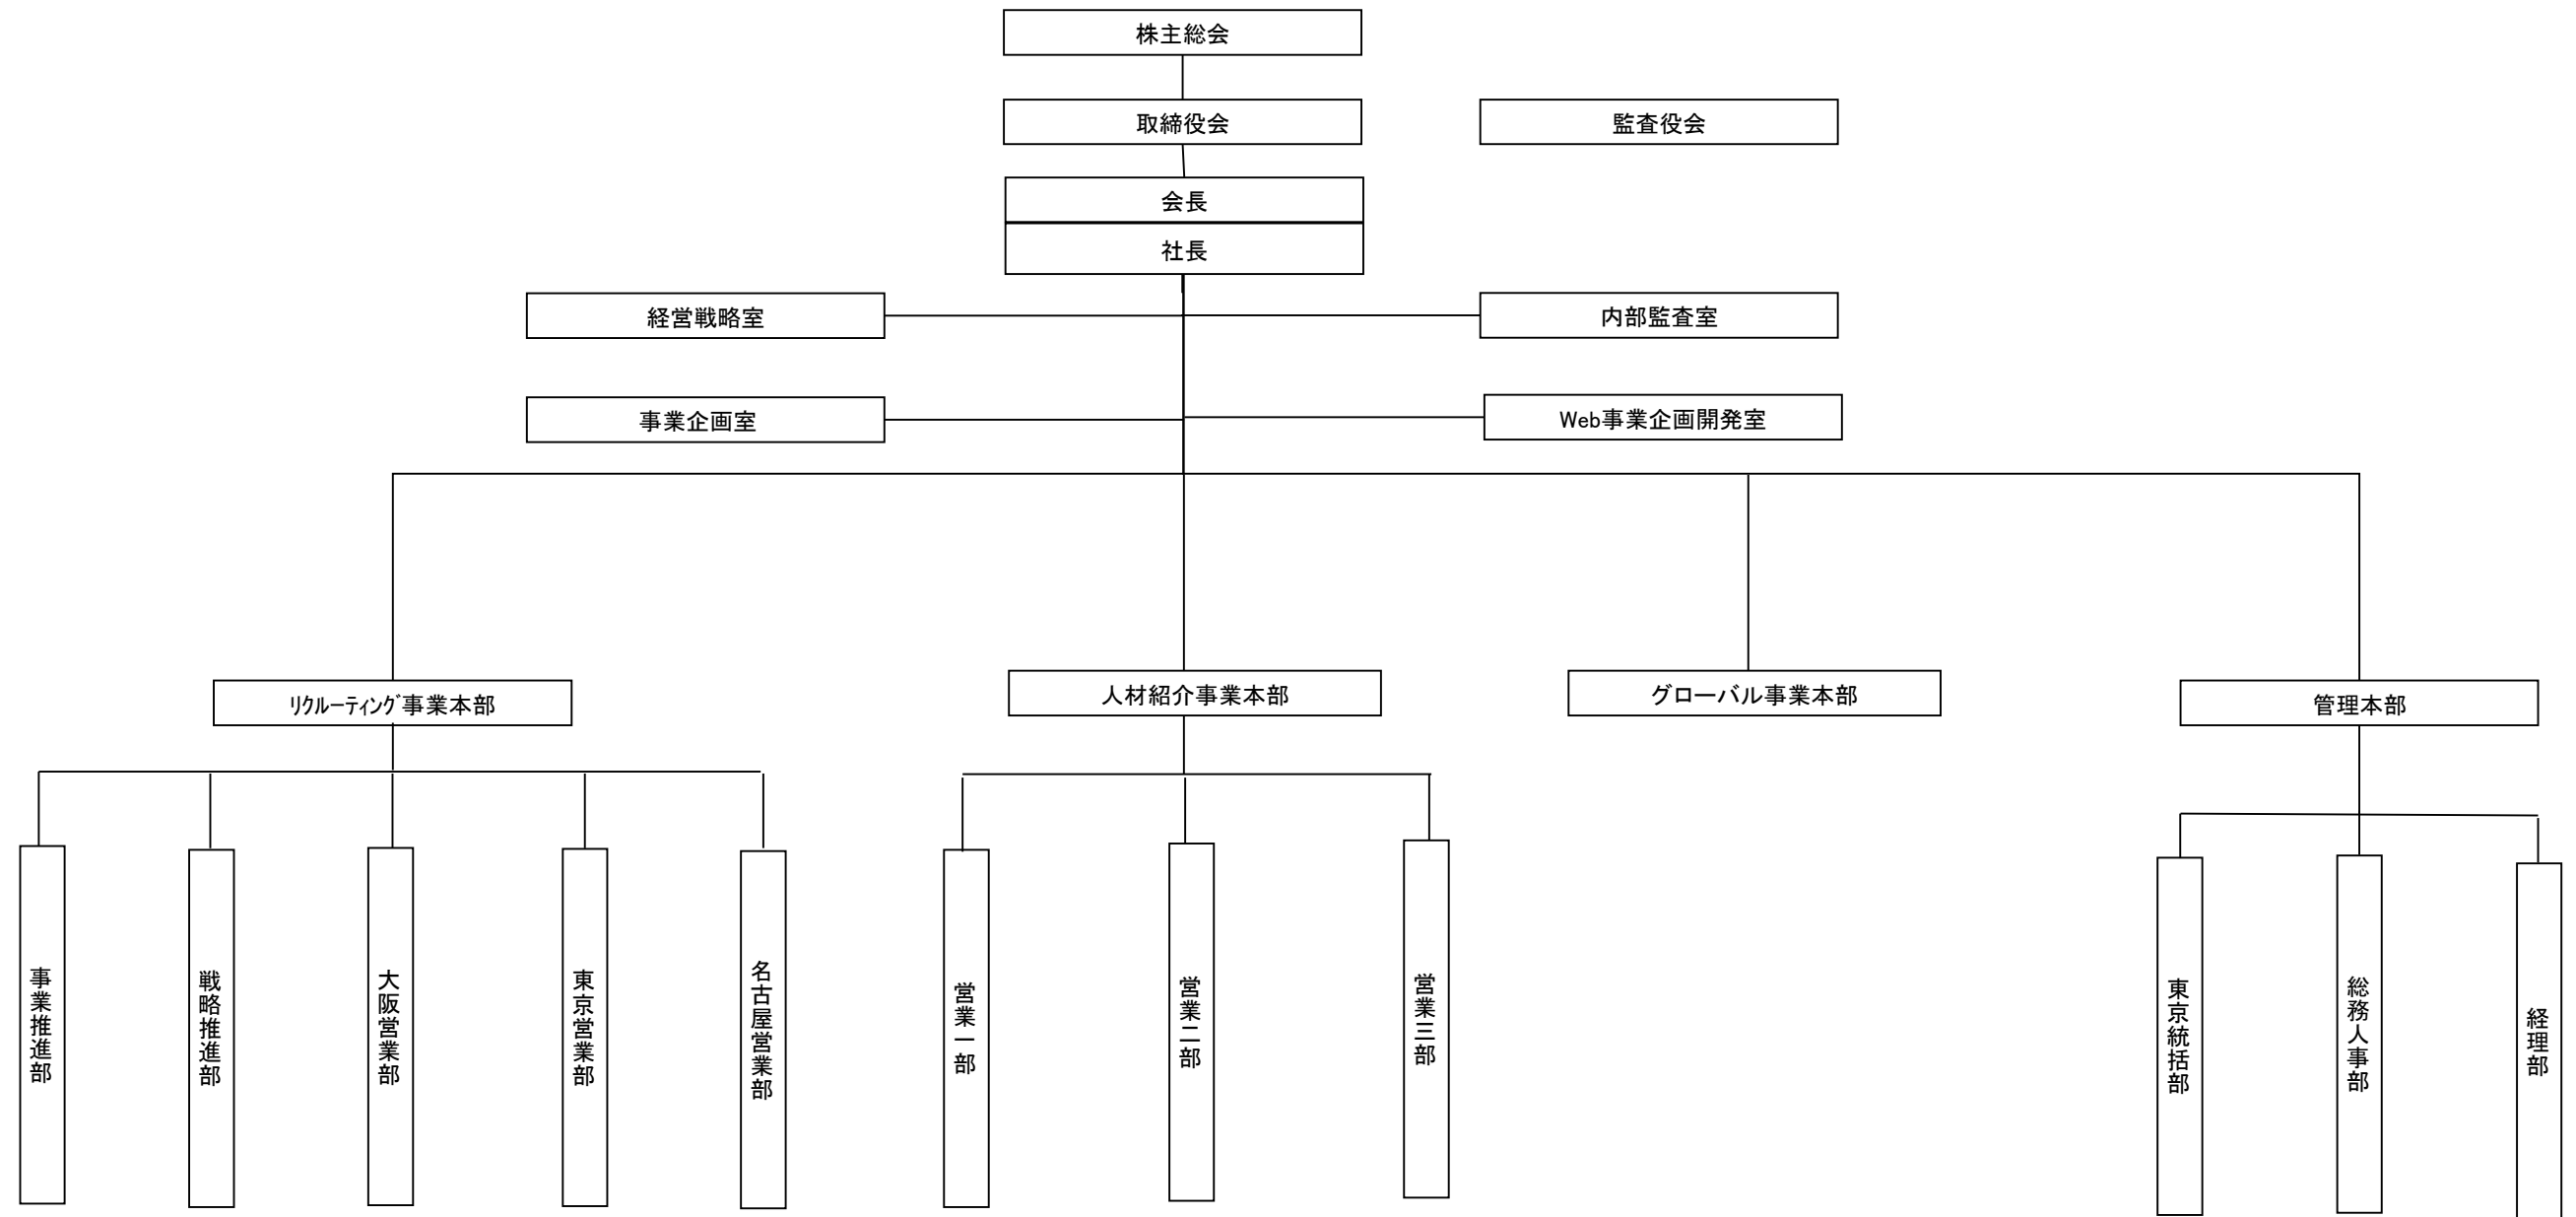 株主総会
取締役会
監査役会
会長
社長
経営戦略室
内部監査室
事業企画室
Web事業企画開発室
ﾘｸﾙｰﾃｨﾝｸﾞ事業本部
人材紹介事業本部
グローバル事業本部
管理本部
事業推進部
戦略推進部
大阪営業部
東京営業部
名古屋営業部
営業一部
営業二部
営業三部
東京統括部
総務人事部
経理部